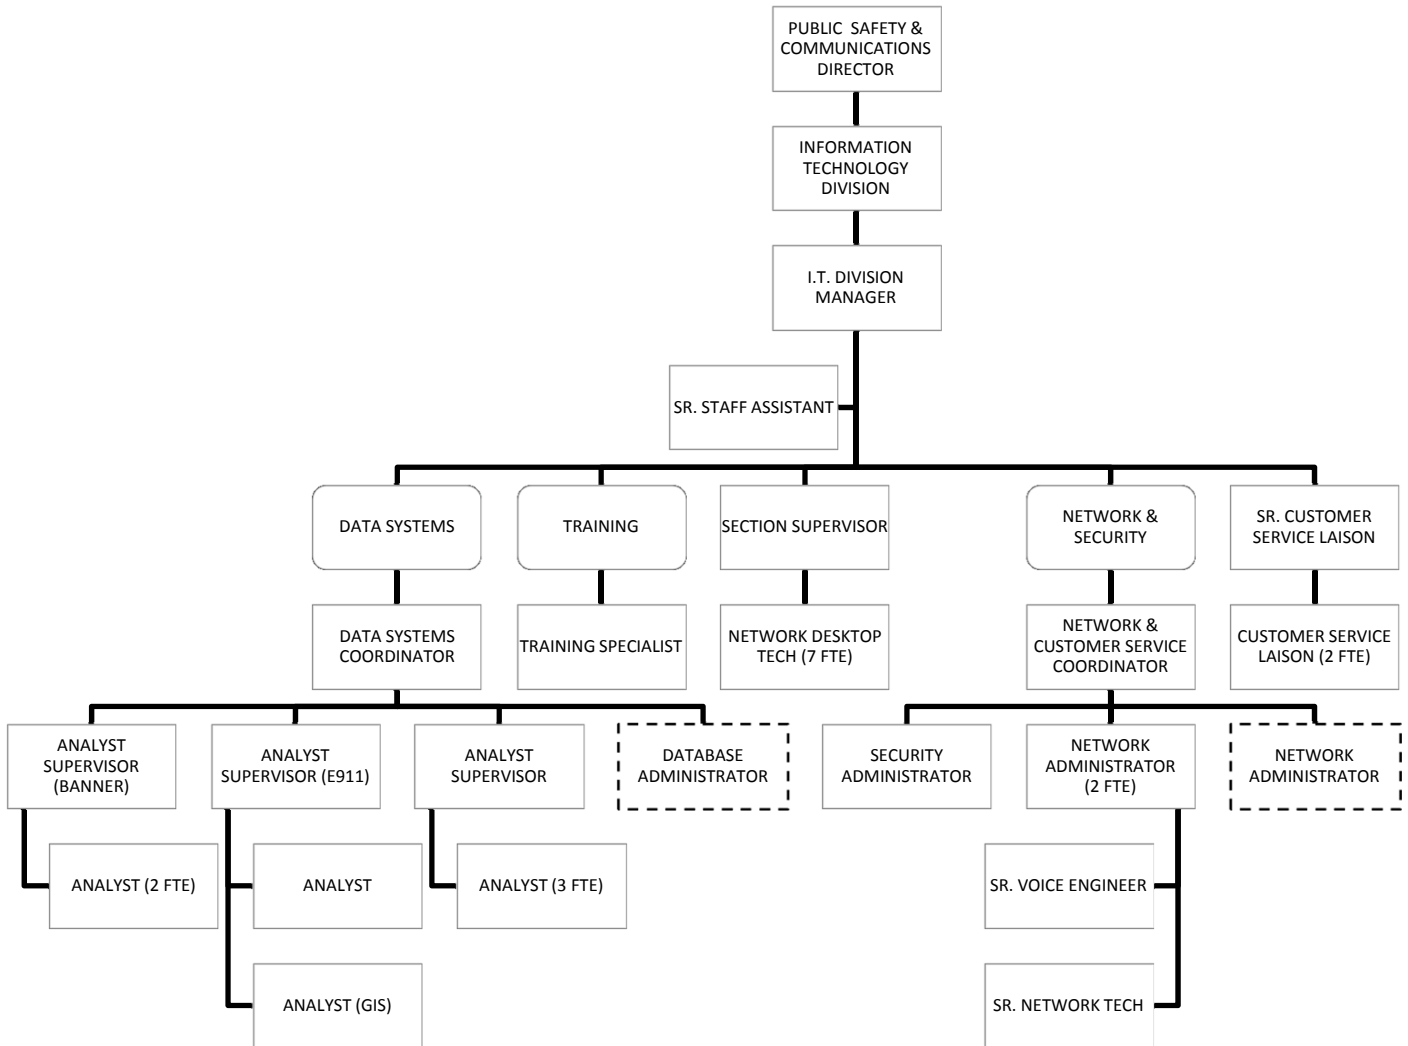 PUBLIC SAFETY &
COMMUNICATIONS
DIRECTOR
INFORMATION
TECHNOLOGY
DIVISION
I.T. DIVISION
MANAGER
SR. STAFF ASSISTANT
DATA SYSTEMS
TRAINING
SECTION SUPERVISOR
NETWORK &
SECURITY
SR. CUSTOMER
SERVICE LAISON
DATA SYSTEMS
COORDINATOR
TRAINING SPECIALIST
NETWORK DESKTOP
TECH (7 FTE)
NETWORK &
CUSTOMER SERVICE
COORDINATOR
CUSTOMER SERVICE
LAISON (2 FTE)
ANALYST
SUPERVISOR
(BANNER)
ANALYST
SUPERVISOR (E911)
ANALYST
SUPERVISOR
DATABASE
ADMINISTRATOR
SECURITY
ADMINISTRATOR
NETWORK
ADMINISTRATOR
(2 FTE)
NETWORK
ADMINISTRATOR
ANALYST (2 FTE)
ANALYST
ANALYST (3 FTE)
SR. VOICE ENGINEER
ANALYST (GIS)
SR. NETWORK TECH